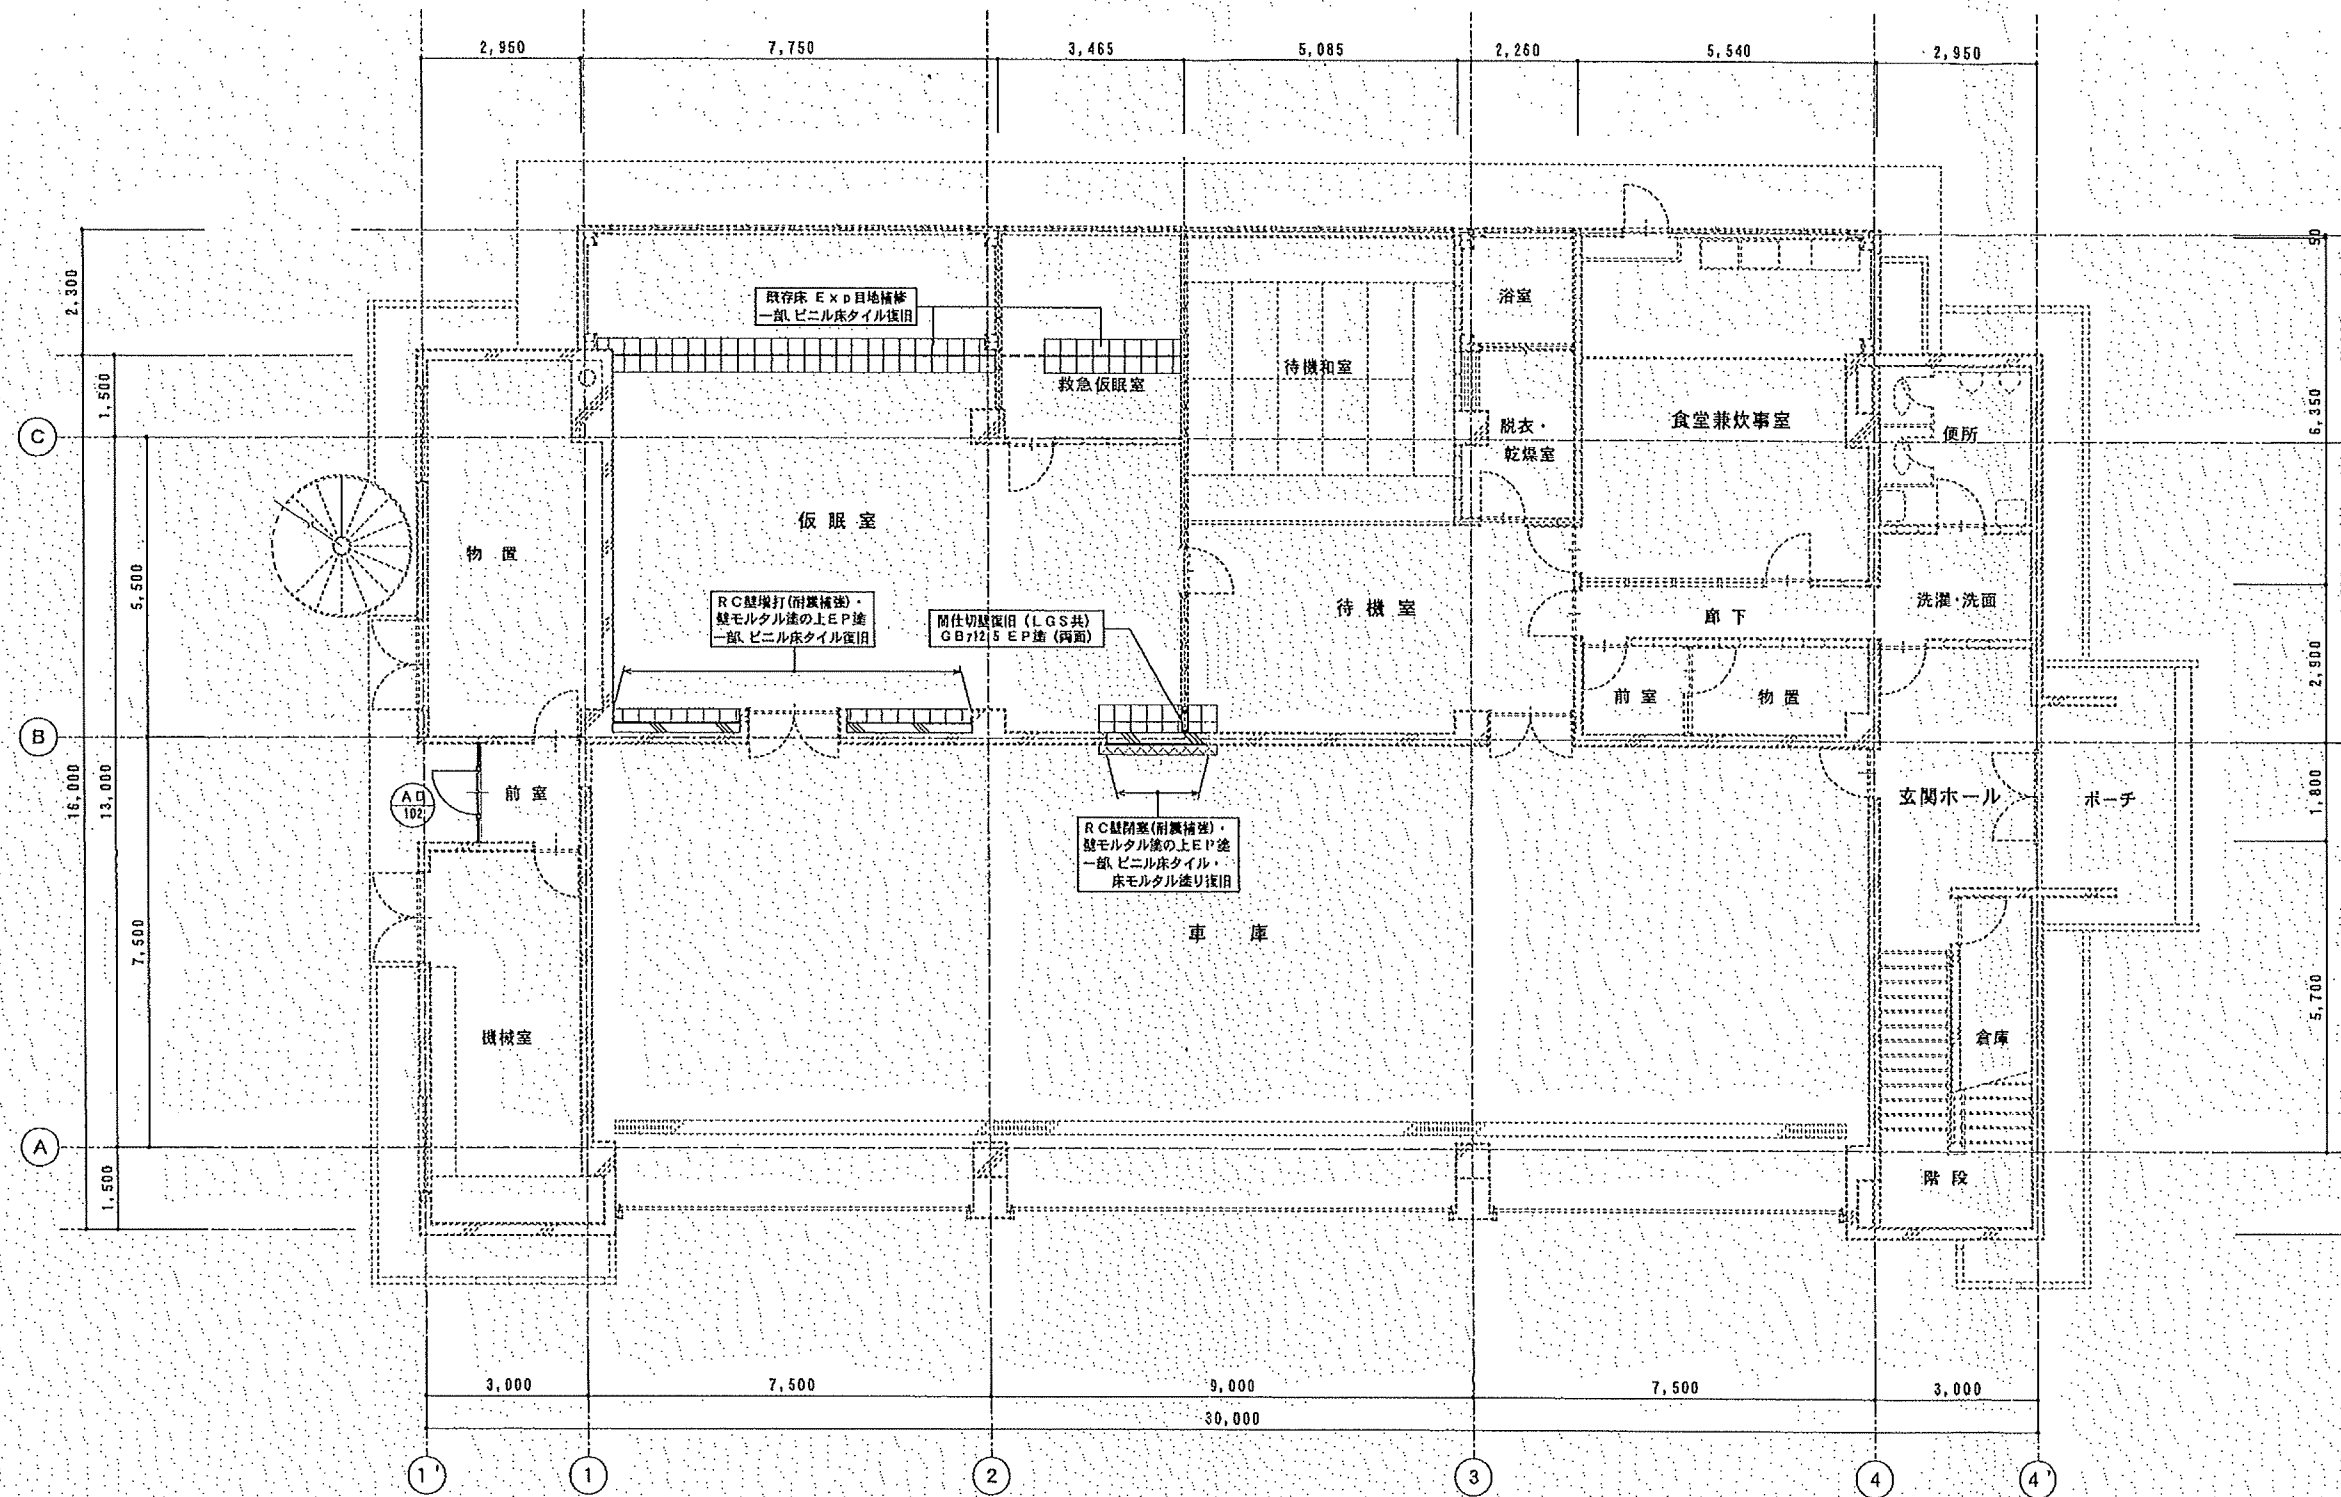 2,950
7,750
3,465
5,085
2,260
5,540
2,950
2,300
1,500
5,500
16,000
13,000
7,500
1,500
50
6,350
2,900
1,800
5,700
C
B
A
既存床 Exp目地補修
一部、ビニル床タイル復旧
救急仮眠室
待機和室
浴室
脱衣・
乾燥室
食堂兼炊事室
便所
仮眠室
物置
RC壁増打(耐震補強)・
壁モルタル塗の上EP塗
一部、ビニル床タイル復旧
間仕切壁復旧 (LGS共)
GB712.5 EP塗 (両面)
待機室
廊下
洗濯・洗面
前室
物置
AD
102
前室
玄関ホール
ポーチ
RC壁閉塞(耐震補強)・
壁モルタル塗の上EP塗
一部、ビニル床タイル・
床モルタル塗り復旧
車庫
機械室
倉庫
階段
3,000
7,500
9,000
7,500
3,000
30,000
1'
1
2
3
4
4'